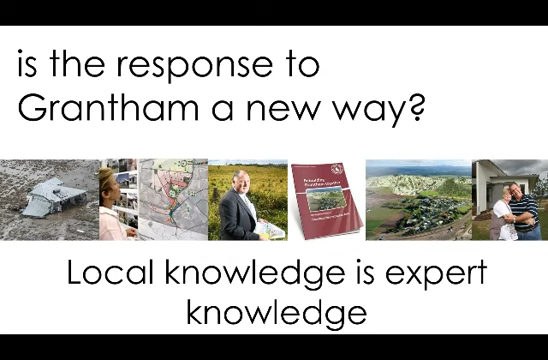 is the response to
Grantham a new way?
Local knowledge is expert
knowledge